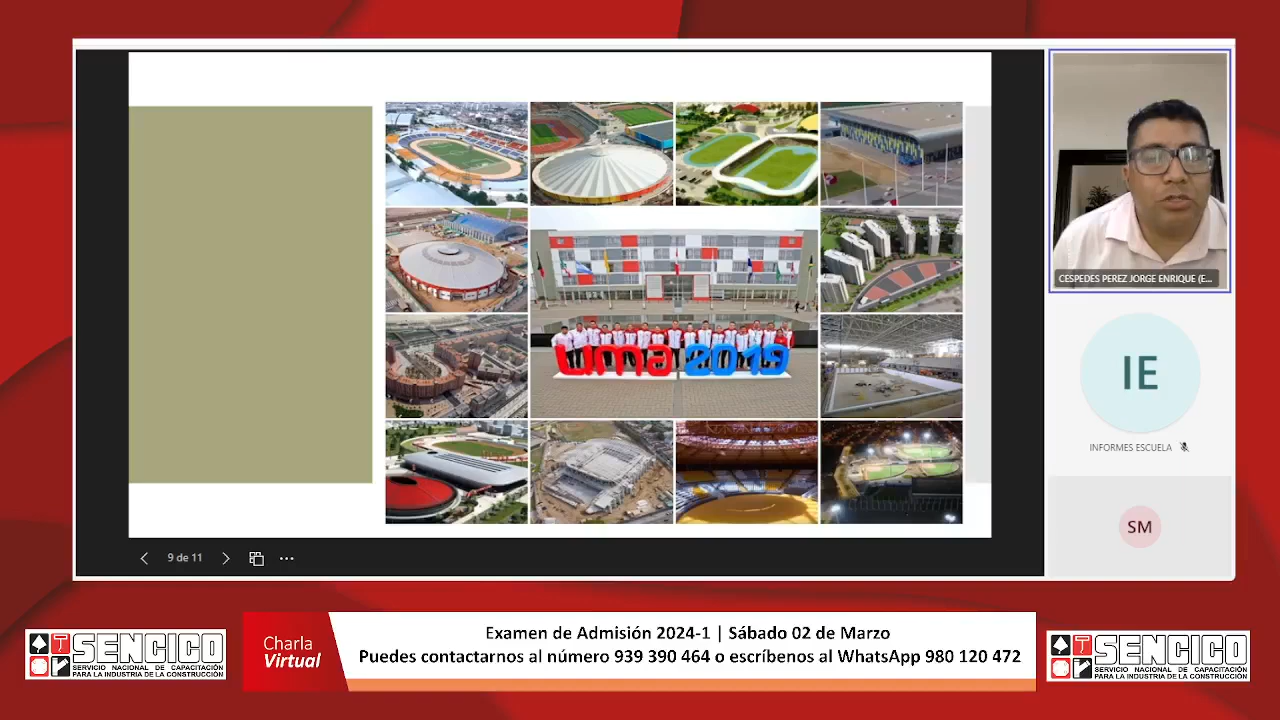 Lima 2019
CESPEDES PEREZ JORGE ENRIQUE (E...
IE
INFORMES ESCUELA
SM
9 de 11
SENCICO
SERVICIO NACIONAL DE CAPACITACIÓN
PARA LA INDUSTRIA DE LA CONSTRUCCIÓN
Charla
Virtual
Examen de Admisión 2024-1 | Sábado 02 de Marzo
Puedes contactarnos al número 939 390 464 o escríbenos al WhatsApp 980 120 472
SENCICO
SERVICIO NACIONAL DE CAPACITACIÓN
PARA LA INDUSTRIA DE LA CONSTRUCCIÓN